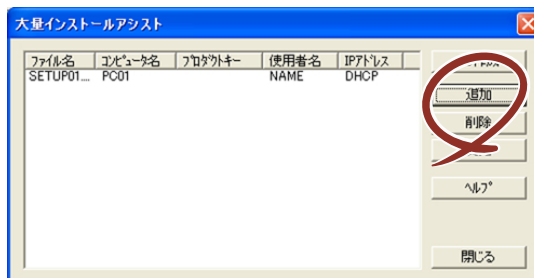 大量インストールアシスト
ファイル名 コンピュータ名 プロダクトキー 使用者名 IPアドレス
SETUP01... PC01 NAME DHCP
追加
削除
ヘルプ
閉じる